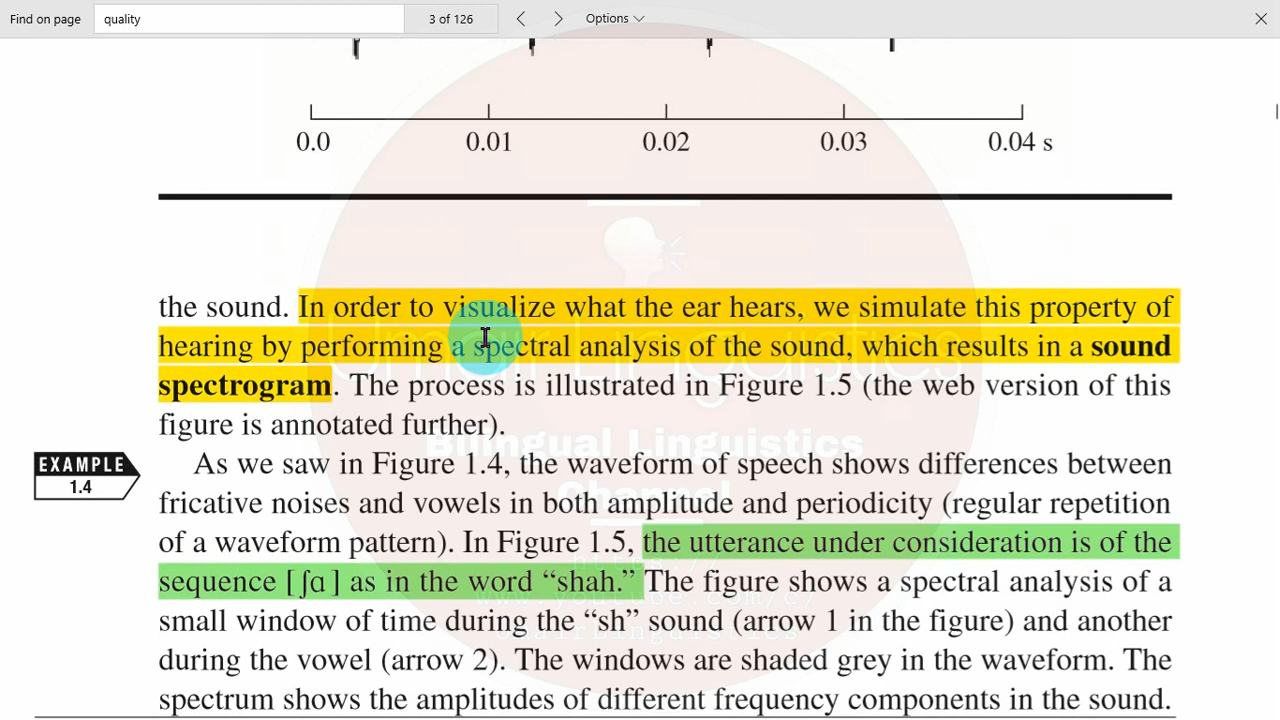 Find on page quality 3 of 126 Options
0.0 0.01 0.02 0.03 0.04 s
the sound. In order to visualize what the ear hears, we simulate this property of
hearing by performing a spectral analysis of the sound, which results in a sound
spectrogram. The process is illustrated in Figure 1.5 (the web version of this
figure is annotated further).
Bilingual Linguistics
Channel
EXAMPLE
1.4
As we saw in Figure 1.4, the waveform of speech shows differences between
fricative noises and vowels in both amplitude and periodicity (regular repetition
of a waveform pattern). In Figure 1.5, the utterance under consideration is of the
sequence [ʃɑ] as in the word “shah.” The figure shows a spectral analysis of a
small window of time during the “sh” sound (arrow 1 in the figure) and another
during the vowel (arrow 2). The windows are shaded grey in the waveform. The
spectrum shows the amplitudes of different frequency components in the sound.